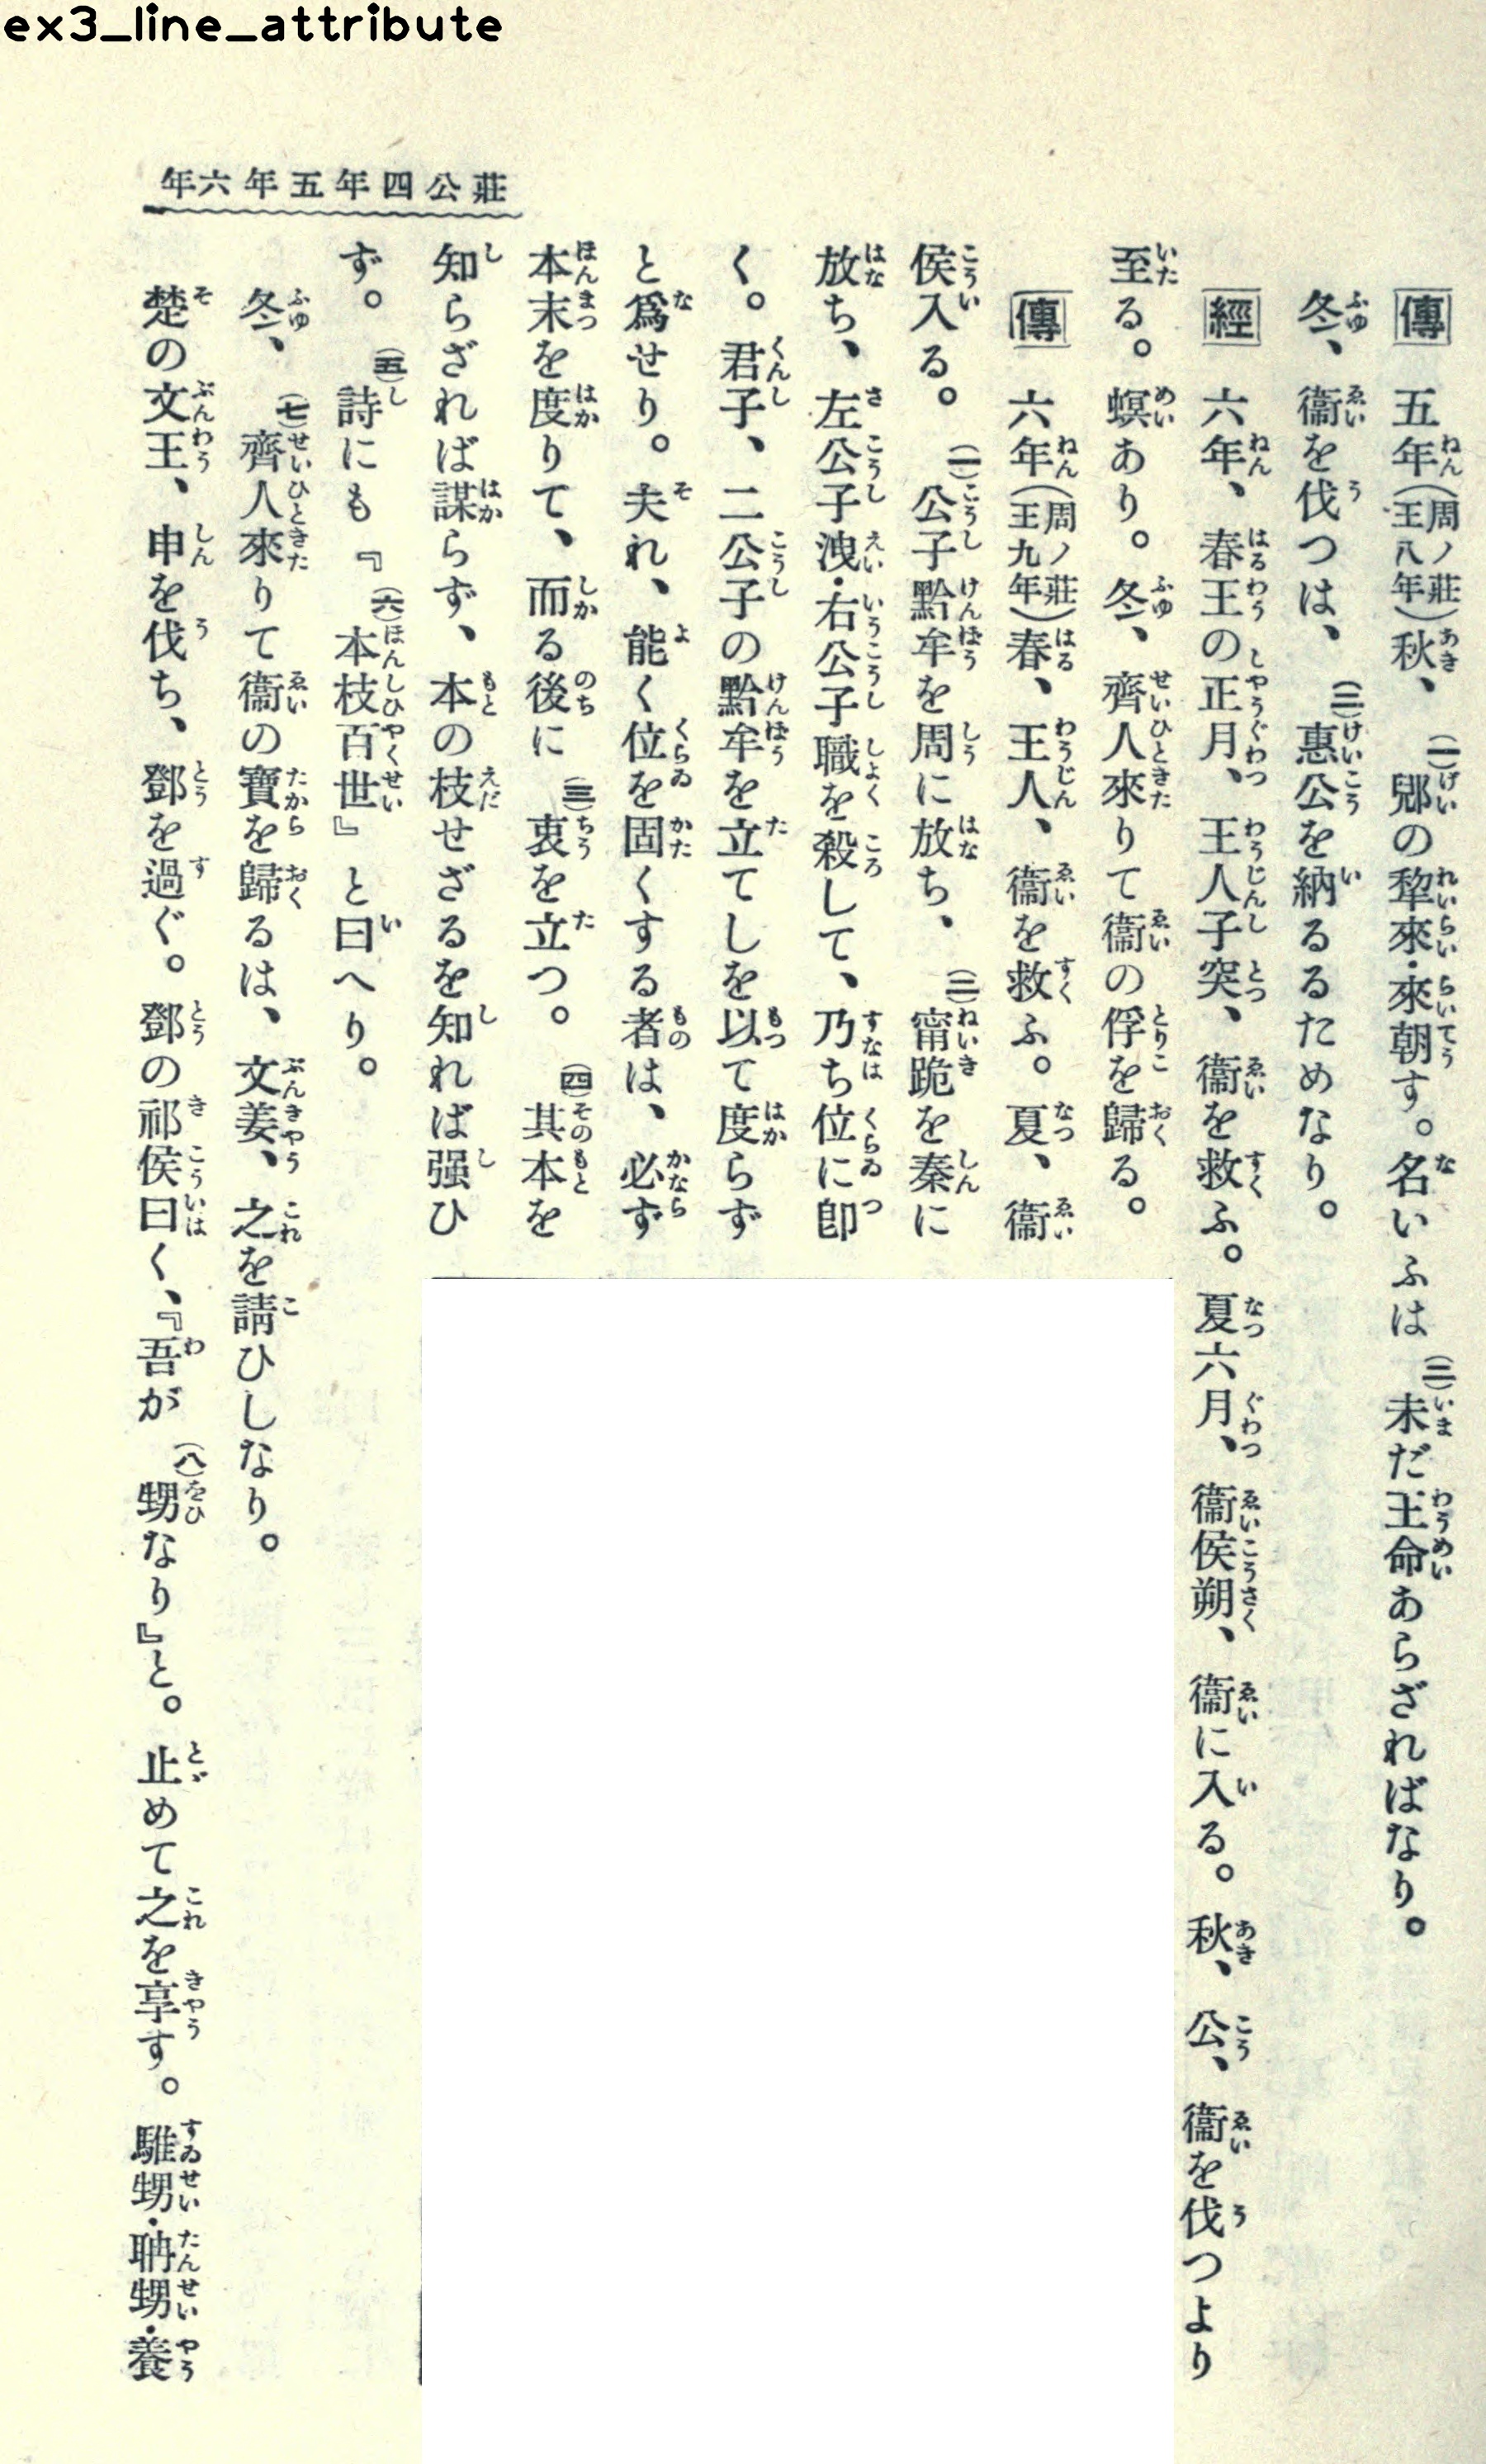 ex3_line_attribute
莊公四年五年六年
傳 五年(周ノ莊王八年)秋、(一)郳の犂來・來朝す。名いふは(二)未だ王命あらざればなり。
冬、衞を伐つは、(三)惠公を納るるためなり。
經 六年、春王の正月、王人子突、衞を救ふ。夏六月、衞侯朔、衞に入る。秋、公、衞を伐つより
至る。螟あり。冬、齊人來りて衞の俘を歸る。
傳 六年(周ノ莊王九年)春、王人、衞を救ふ。夏、衞
侯入る。(一)公子黔牟を周に放ち、(二)甯跪を秦に
放ち、左公子洩・右公子職を殺して、乃ち位に卽
く。君子、二公子の黔牟を立てしを以て度らず
と爲せり。夫れ、能く位を固くする者は、必ず
本末を度りて、而る後に(三)衷を立つ。(四)其本を
知らざれば謀らず、本の枝せざるを知れば强ひ
ず。(五)詩にも『(六)本枝百世』と曰へり。
冬、(七)齊人來りて衞の寶を歸るは、文姜、之を請ひしなり。
楚の文王、申を伐ち、鄧を過ぐ。鄧の祁侯曰く、『吾が(八)甥なり』と。止めて之を享す。騅甥・聃甥・養